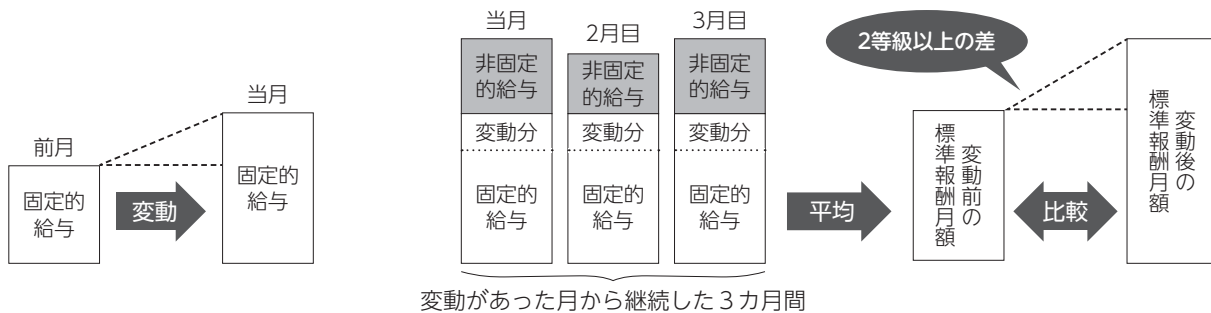 前月
固定的
給与
変動
当月
固定的
給与
当月
非固定
的給与
変動分
固定的
給与
2月目
非固定
的給与
変動分
固定的
給与
3月目
非固定
的給与
変動分
固定的
給与
変動があった月から継続した３カ月間
平均
2等級以上の差
変動前の
標準報酬月額
比較
変動後の
標準報酬月額